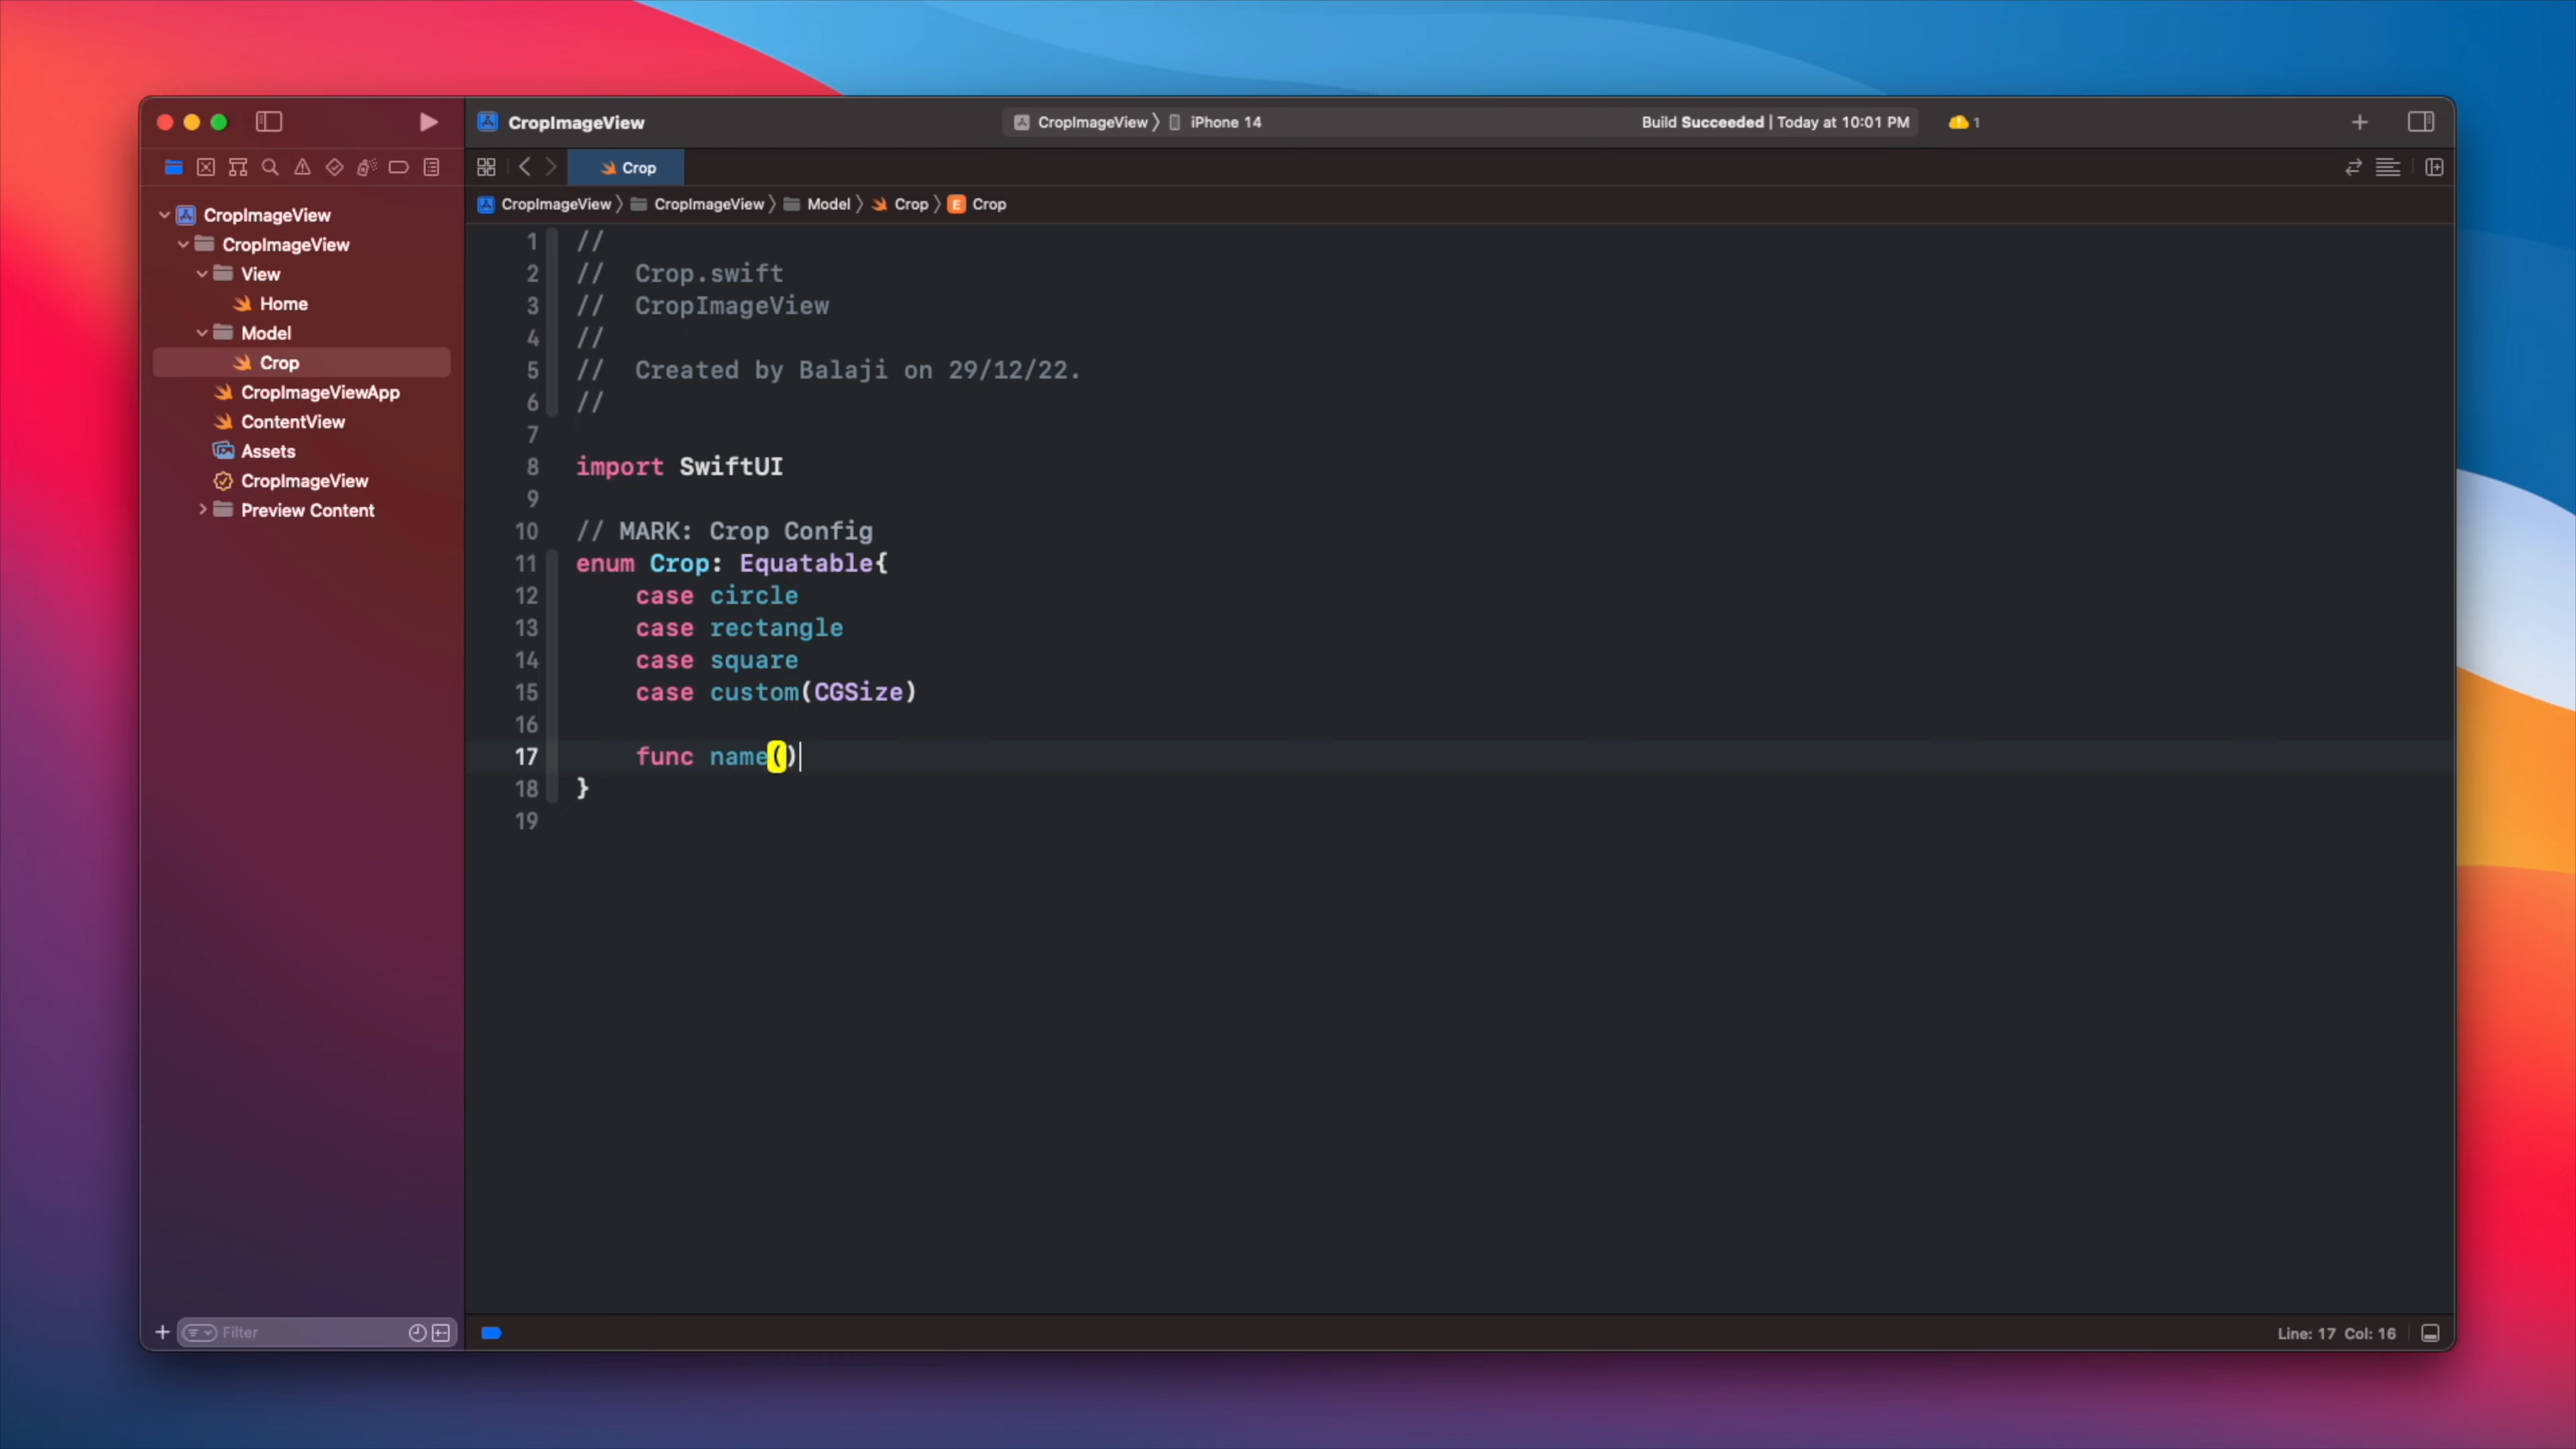 CropImageView
CropImageView 〉 iPhone 14
Build Succeeded | Today at 10:01 PM
1
Crop
CropImageView 〉 CropImageView 〉 Model 〉 Crop 〉 E Crop
CropImageView
CropImageView
View
Home
Model
Crop
CropImageViewApp
ContentView
Assets
CropImageView
Preview Content
Filter
1 //
2 //  Crop.swift
3 //  CropImageView
4 //
5 //  Created by Balaji on 29/12/22.
6 //
7
8 import SwiftUI
9
10 // MARK: Crop Config
11 enum Crop: Equatable{
12     case circle
13     case rectangle
14     case square
15     case custom(CGSize)
16
17     func name()
18 }
19
Line: 17 Col: 16